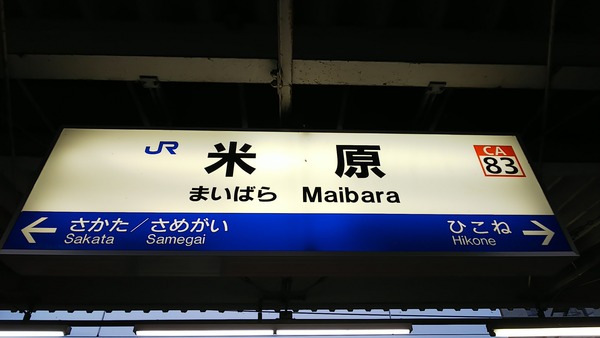 JR 米原 CA 83
まいばら Maibara
← さかた／さめがい ひこね →
Sakata Samegai Hikone